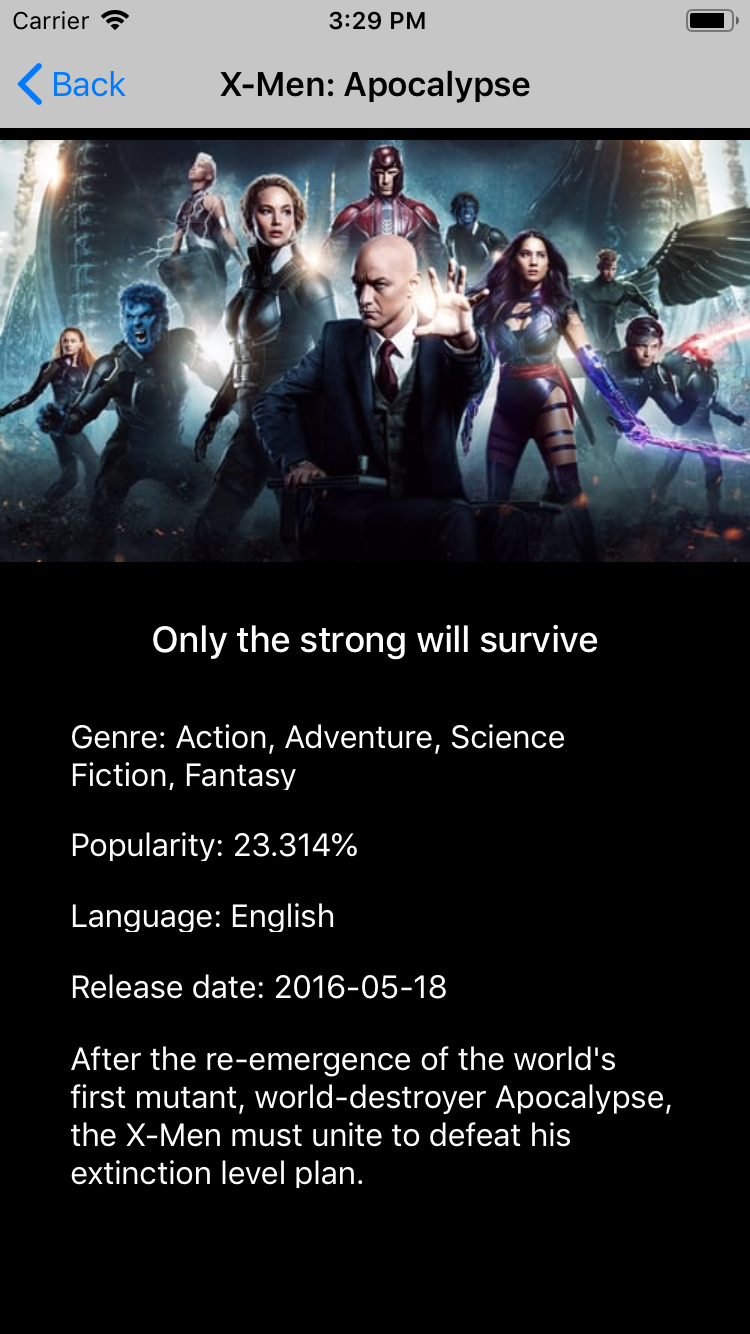 Carrier 3:29 PM
Back X-Men: Apocalypse
Only the strong will survive
Genre: Action, Adventure, Science
Fiction, Fantasy
Popularity: 23.314%
Language: English
Release date: 2016-05-18
After the re-emergence of the world's
first mutant, world-destroyer Apocalypse,
the X-Men must unite to defeat his
extinction level plan.